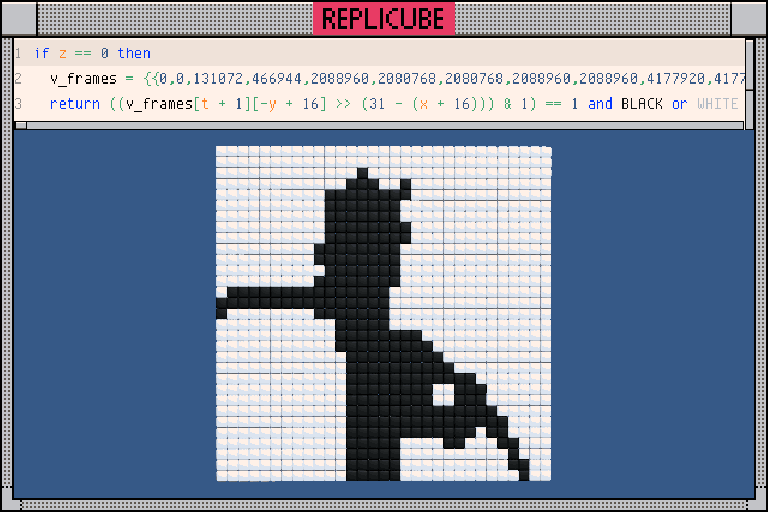 REPLICUBE
1 if z == 0 then
2 v_frames = {{0,0,131072,466944,2088960,2080768,2080768,2088960,2088960,4177920,4177
3 return ((v_frames[t + 1][-y + 16] >> (31 - (x + 16))) & 1) == 1 and BLACK or WHITE